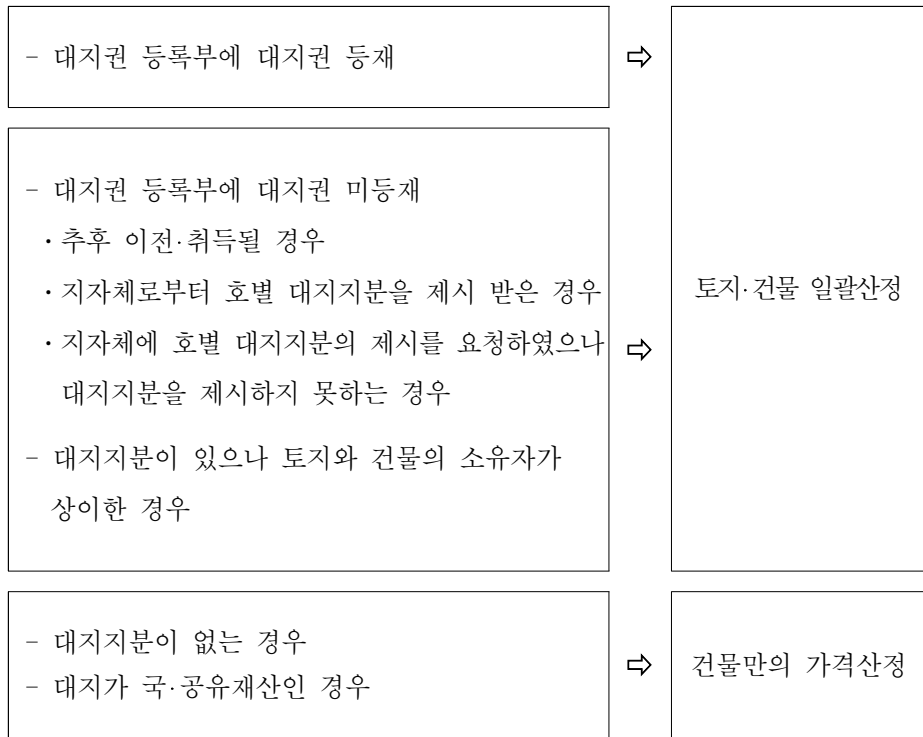 - 대지권 등록부에 대지권 등재
⇨
- 대지권 등록부에 대지권 미등재
·추후 이전·취득될 경우
·지자체로부터 호별 대지지분을 제시 받은 경우
·지자체에 호별 대지지분의 제시를 요청하였으나
대지지분을 제시하지 못하는 경우
- 대지지분이 있으나 토지와 건물의 소유자가
상이한 경우
⇨
토지·건물 일괄산정
- 대지지분이 없는 경우
- 대지가 국·공유재산인 경우
⇨
건물만의 가격산정